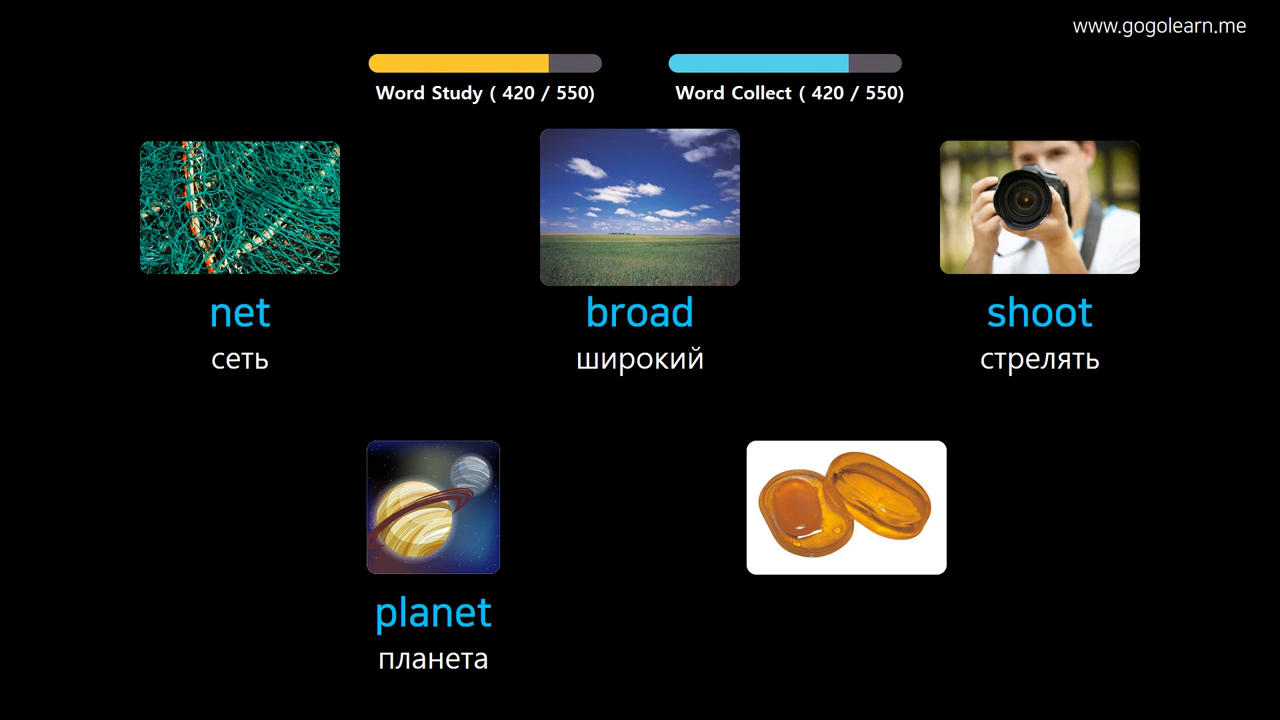 www.gogolearn.me
Word Study ( 420 / 550)
Word Collect ( 420 / 550)
net
broad
shoot
сеть
широкий
стрелять
planet
планета